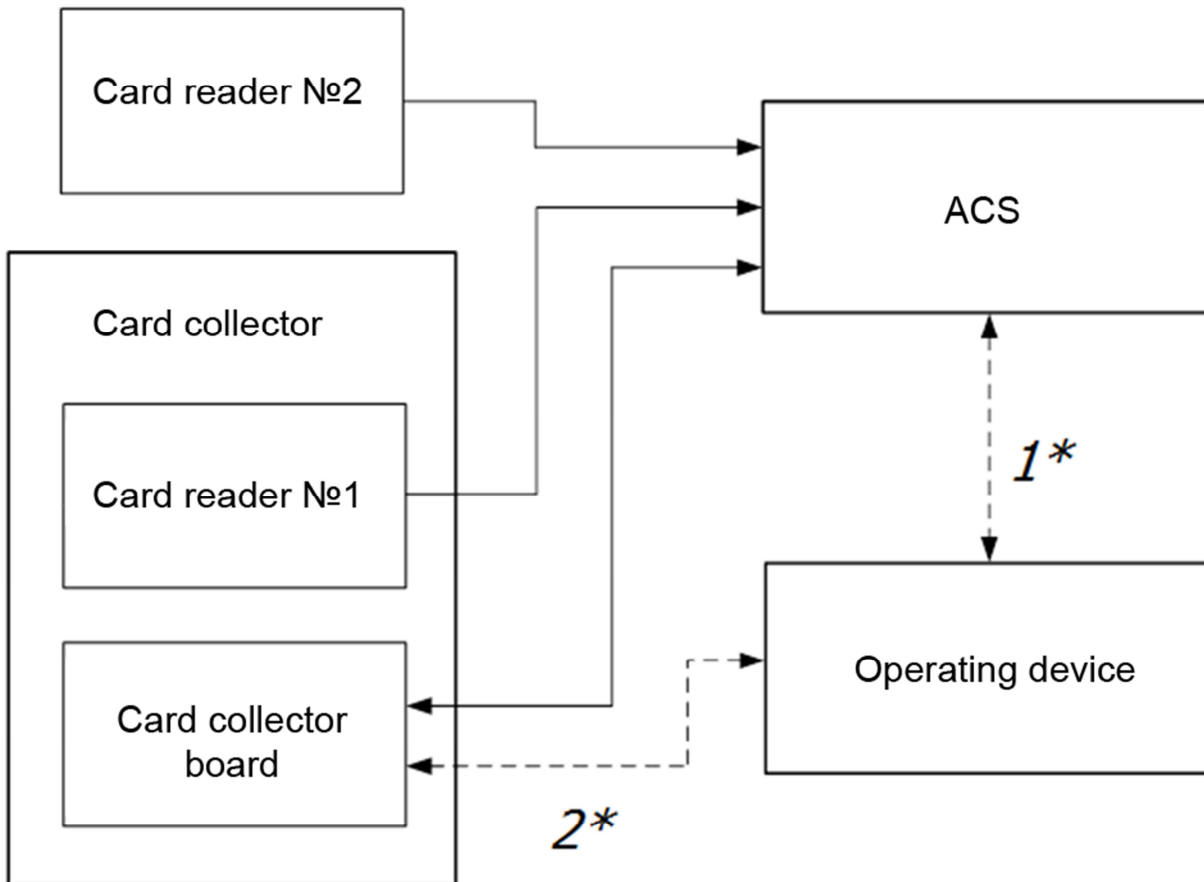 Card reader №2
ACS
Card collector
Card reader №1
1*
Operating device
Card collector
board
2*